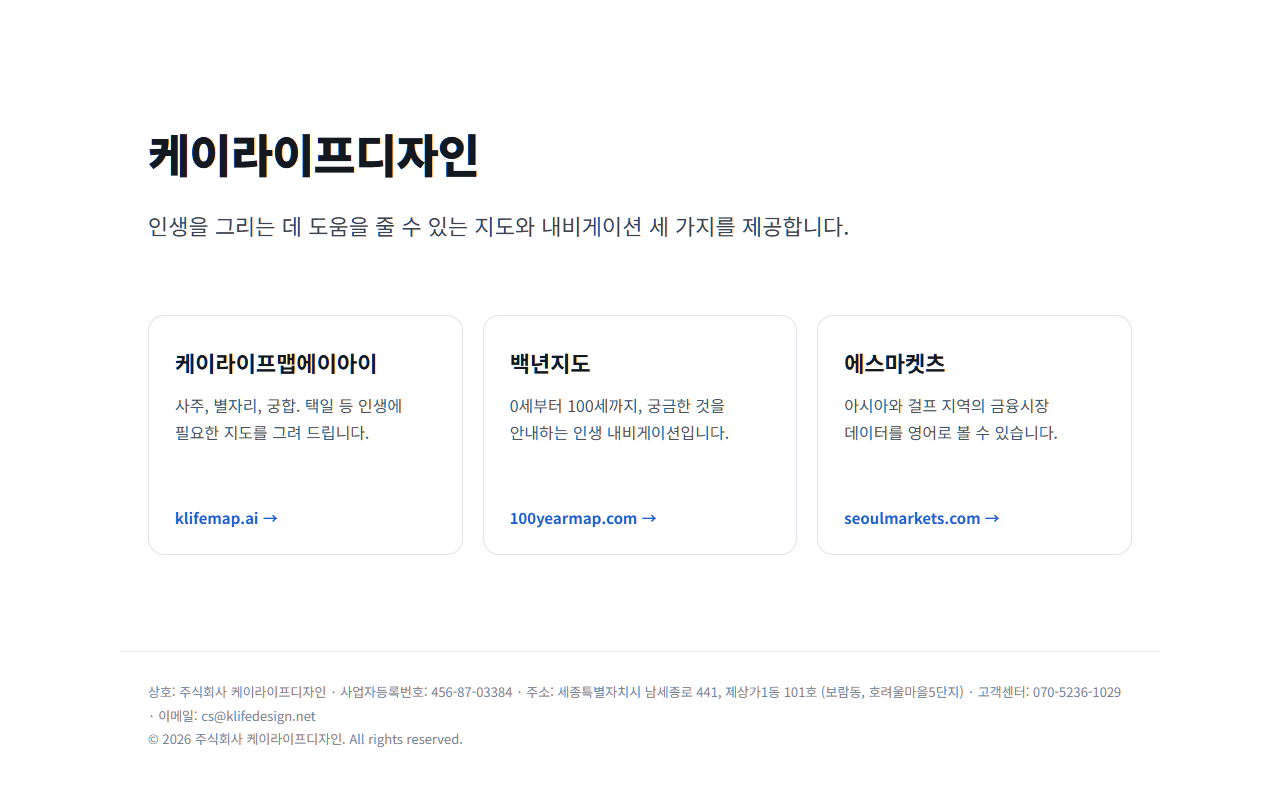 케이라이프디자인
인생을 그리는 데 도움을 줄 수 있는 지도와 내비게이션 세 가지를 제공합니다.
케이라이프맵에이아이
사주, 별자리, 궁합. 택일 등 인생에
필요한 지도를 그려 드립니다.
klifemap.ai →
백년지도
0세부터 100세까지, 궁금한 것을
안내하는 인생 내비게이션입니다.
100yearmap.com →
에스마켓츠
아시아와 걸프 지역의 금융시장
데이터를 영어로 볼 수 있습니다.
seoulmarkets.com →
상호: 주식회사 케이라이프디자인 · 사업자등록번호: 456-87-03384 · 주소: 세종특별자치시 남세종로 441, 제상가1동 101호 (보람동, 호려울마을5단지) · 고객센터: 070-5236-1029
· 이메일: cs@klifedesign.net
© 2026 주식회사 케이라이프디자인. All rights reserved.